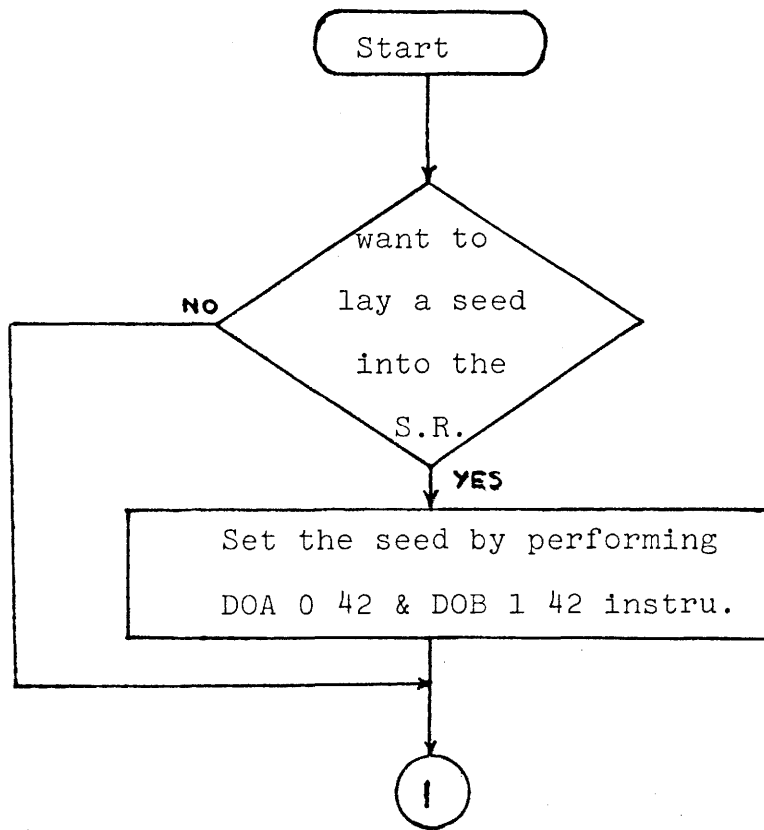 Start
want to
lay a seed
into the
S.R.
NO
YES
Set the seed by performing
DOA 0 42 & DOB 1 42 instru.
1